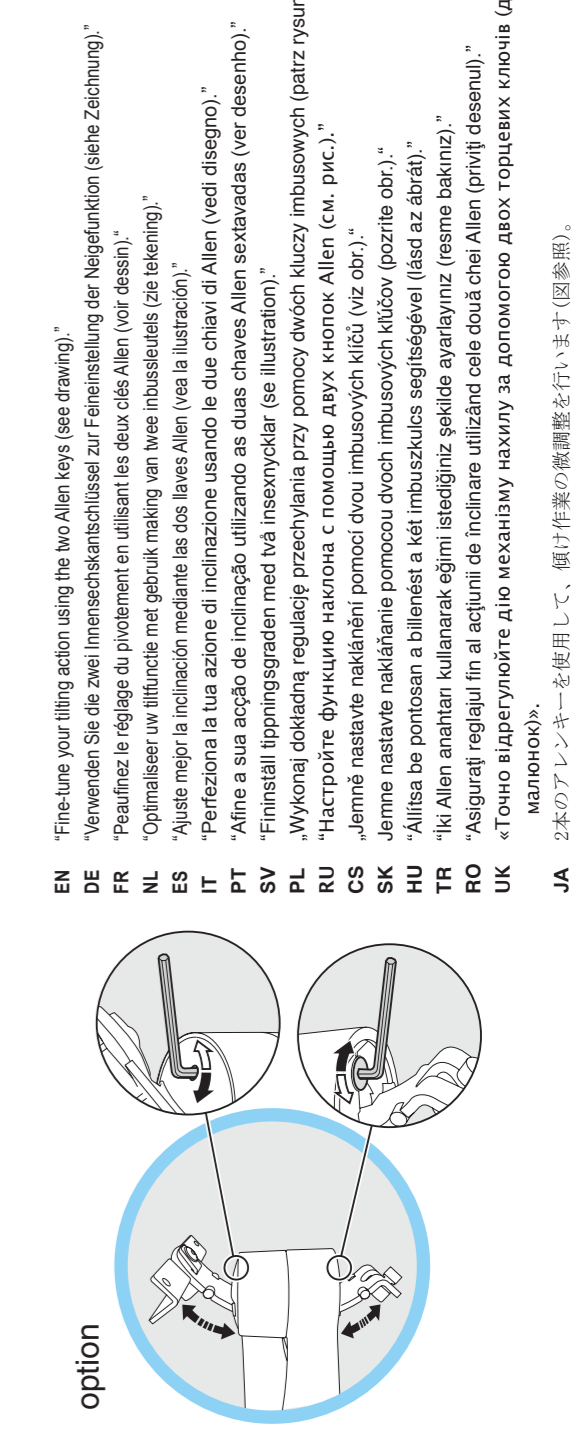 option
EN “Fine-tune your tilting action using the two Allen keys (see drawing).”
DE “Verwenden Sie die zwei Innensechskantschlüssel zur Feineinstellung der Neigefunktion (siehe Zeichnung).”
FR “Peaufinez le réglage du pivotement en utilisant les deux clés Allen (voir dessin).“
NL “Optimaliseer uw tiltfunctie met gebruik making van twee inbussleutels (zie tekening).”
ES “Ajuste mejor la inclinación mediante las dos llaves Allen (vea la ilustración).”
IT “Perfeziona la tua azione di inclinazione usando le due chiavi di Allen (vedi disegno).”
PT “Afine a sua acção de inclinação utilizando as duas chaves Allen sextavadas (ver desenho).”
SV “Fininställ tippningsgraden med två insexnycklar (se illustration).”
PL „Wykonaj dokładną regulację przechylania przy pomocy dwóch kluczy imbusowych (patrz
RU “Настройте функцию наклона с помощью двух кнопок Allen (см. рис.).”
CS „Jemně nastavte naklánění pomocí dvou imbusových klíčů (viz obr.).“
SK Jemne nastavte nakláňanie pomocou dvoch imbusových kľúčov (pozrite obr.).“
HU “Állítsa be pontosan a billenést a két imbuszkulcs segítségével (lásd az ábrát).”
TR “İki Allen anahtarı kullanarak eğimi istediğiniz şekilde ayarlayınız (resme bakınız).”
RO “Asiguraţi reglajul fin al acţiunii de înclinare utilizând cele două chei Allen (priviţi desenul).”
UK «Точно відрегулюйте дію механізму нахилу за допомогою двох торцевих ключів
малюнок)».
JA 2本のアレンキーを使用して、傾け作業の微調整を行います(図参照)。